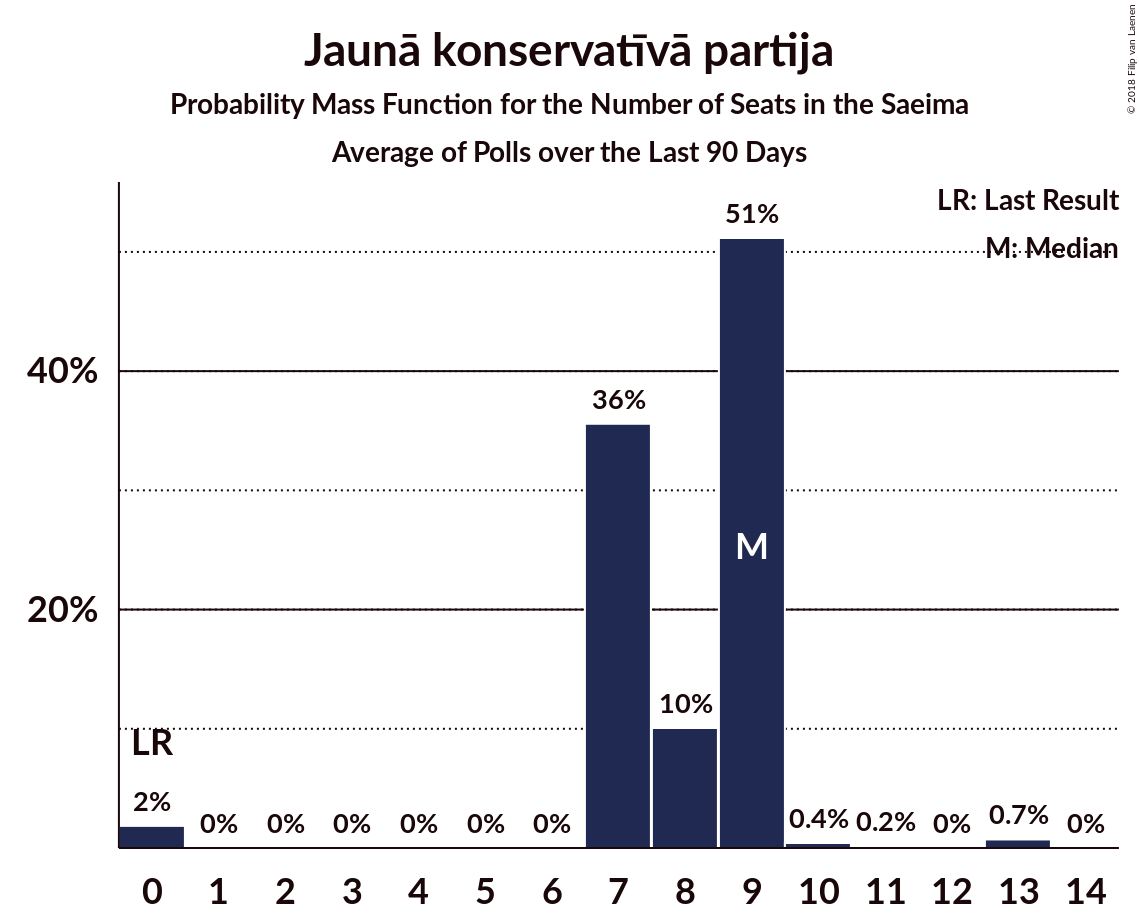 Jaunā konservatīvā partija
Probability Mass Function for the Number of Seats in the Saeima
Average of Polls over the Last 90 Days
© 2018 Filip van Laenen
LR: Last Result
M: Median
51%
40%
36%
M
20%
10%
LR
2% 0% 0% 0% 0% 0% 0% 0.4% 0.2% 0% 0.7% 0%
0 1 2 3 4 5 6 7 8 9 10 11 12 13 14